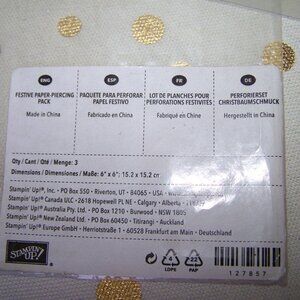 ENG
FESTIVE PAPER-PIERCING
PACK
Made in China
ESP
PAQUETE PARA PERFORAR
PAPEL FESTIVO
Fabricado en China
FR
LOT DE PLANCHES POUR
PERFORATIONS FESTIVITÉS
Fabriqué en Chine
DE
PERFORIERSET
CHRISTBAUMSCHMUCK
Hergestellt in China
Qty / Cant / Qté / Menge: 3
Dimensions / Dimensiones / Maße: 6" x 6"; 15.2 x 15.2 cm
Stampin' Up!®, Inc. • PO Box 550 • Riverton, UT • 84065 • USA •
Stampin' Up!® Canada ULC • 2618 Hopewell PL NE • Calgary, Alberta
Stampin' Up!® Australia Pty. Ltd. • PO Box 1210 • Burwood • NSW 1805
Stampin' Up!® New Zealand Ltd. • PO Box 60450 • Titirangi • Auckland
Stampin' Up!® Europe GmbH • Herriotstrasse 1 • 60528 Frankfurt am Main • Deutschland
STAMPIN' UP!
4
LDPE
22
PAP
127857